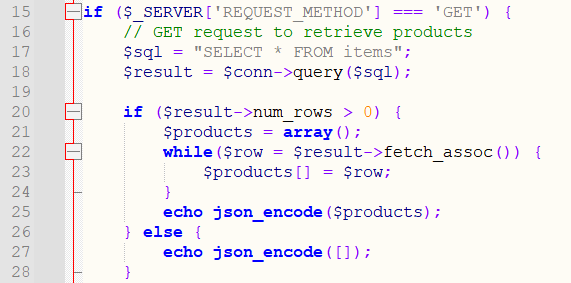 15 if ($_SERVER['REQUEST_METHOD'] === 'GET') {
16     // GET request to retrieve products
17     $sql = "SELECT * FROM items";
18     $result = $conn->query($sql);
19
20     if ($result->num_rows > 0) {
21         $products = array();
22         while($row = $result->fetch_assoc()) {
23             $products[] = $row;
24         }
25         echo json_encode($products);
26     } else {
27         echo json_encode([]);
28     }